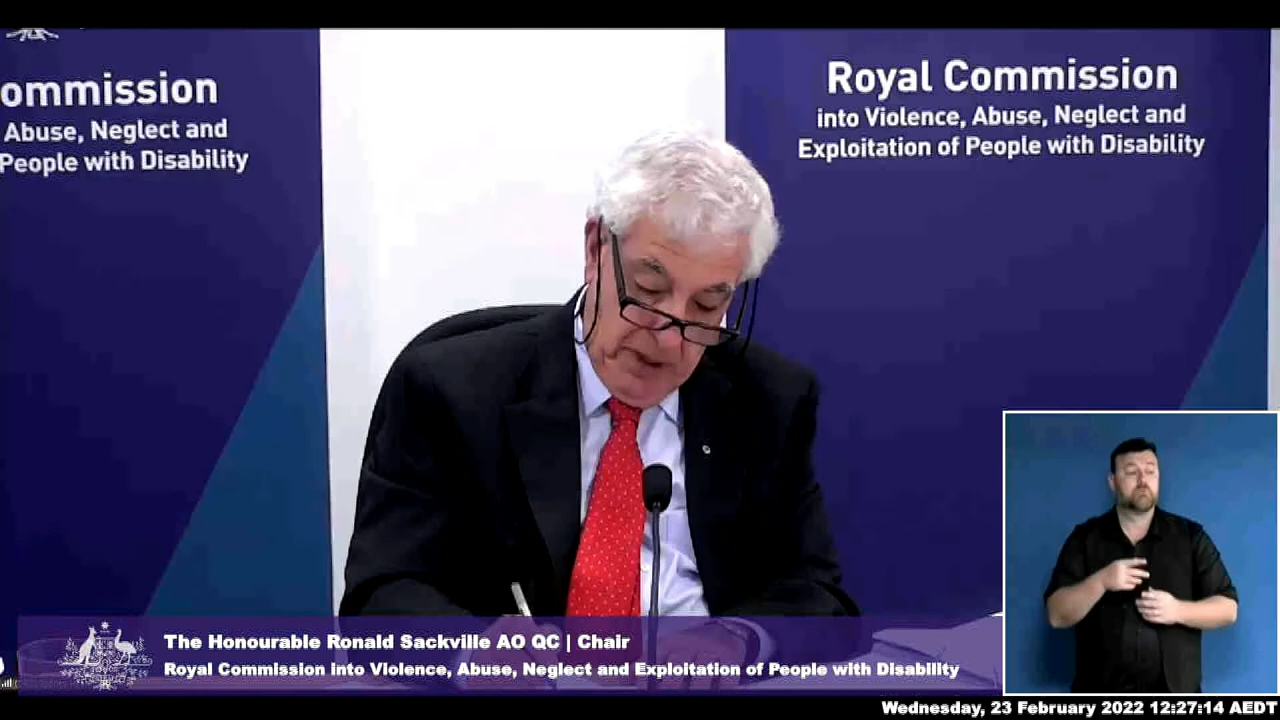 ommission
Abuse, Neglect and
People with Disability
Royal Commission
into Violence, Abuse, Neglect and
Exploitation of People with Disability
The Honourable Ronald Sackville AO QC | Chair
Royal Commission into Violence, Abuse, Neglect and Exploitation of People with Disability
Wednesday, 23 February 2022 12:27:14 AEDT